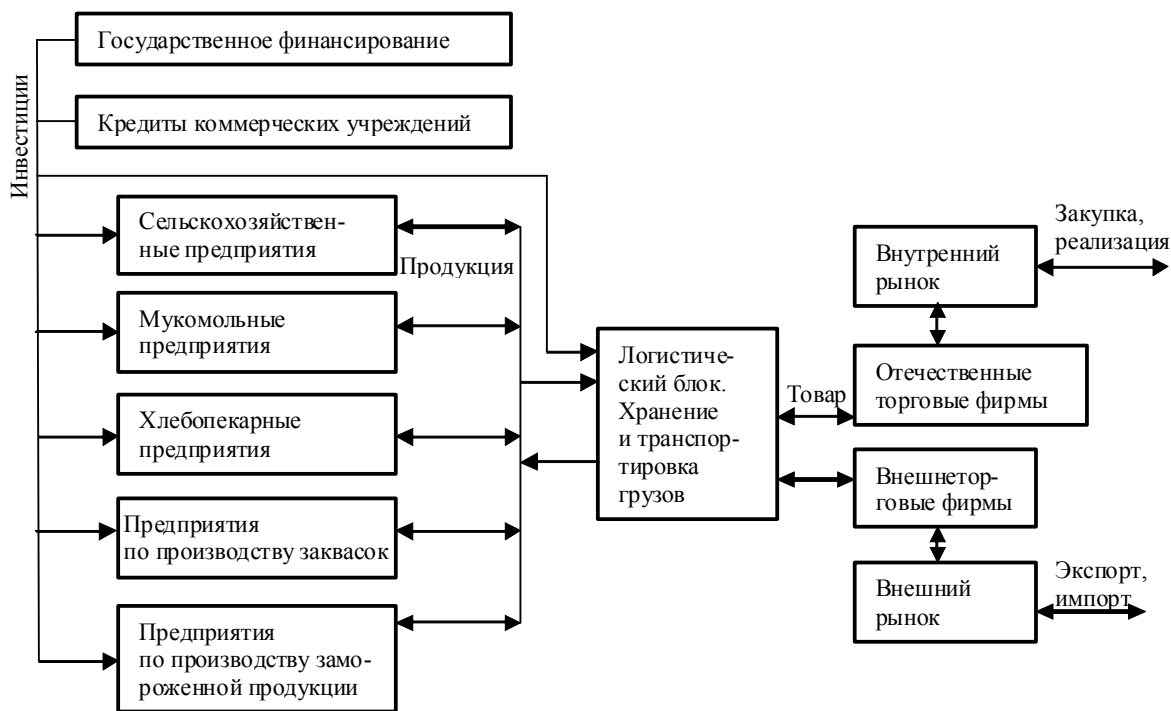 Государственное финансирование
Кредиты коммерческих учреждений
Инвестиции
Сельскохозяйствен-
ные предприятия
Продукция
Мукомольные
предприятия
Хлебопекарные
предприятия
Предприятия
по производству заквасок
Предприятия
по производству замо-
роженной продукции
Логистиче-
ский блок.
Хранение
и транспор-
тировка
грузов
Товар
Закупка,
реализация
Внутренний
рынок
Отечественные
торговые фирмы
Внешнетор-
говые фирмы
Внешний
рынок
Экспорт,
импорт